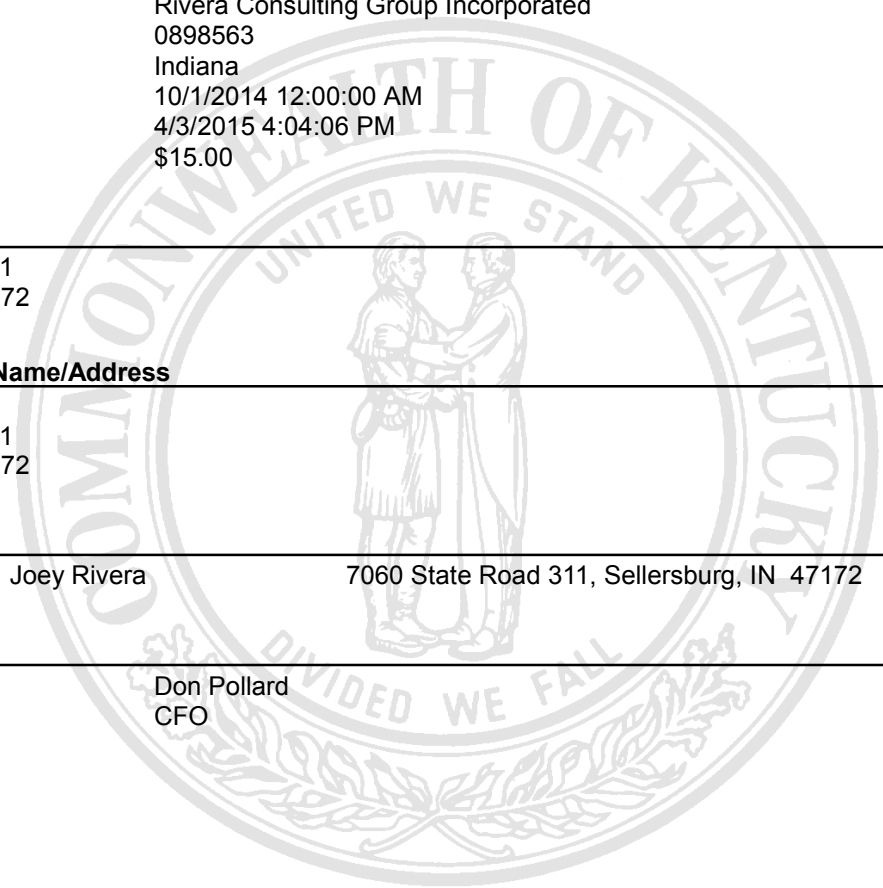 Rivera Consulting Group Incorporated
0898563
Indiana
10/1/2014 12:00:00 AM
4/3/2015 4:04:06 PM
$15.00
1
72
Name/Address
1
72
Joey Rivera 7060 State Road 311, Sellersburg, IN 47172
Don Pollard
CFO
COMMONWEALTH OF KENTUCKY
UNITED WE STAND
DIVIDED WE FALL